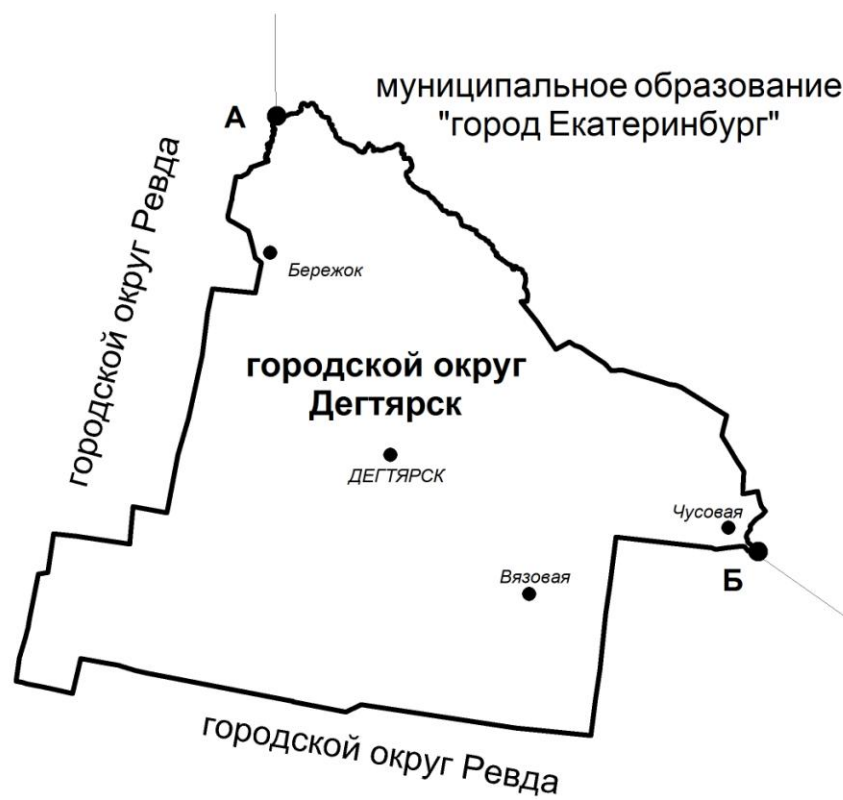 муниципальное образование
"город Екатеринбург"
А
городской округ Ревда
Бережок
городской округ
Дегтярск
ДЕГТЯРСК
Чусовая
Вязовая
Б
городской округ Ревда